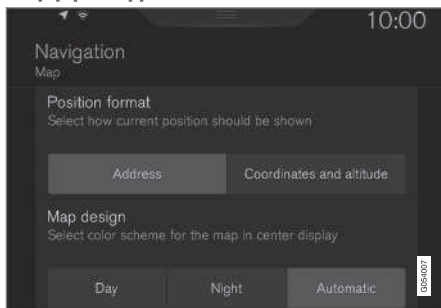 10:00
Navigation
Map
Position format
Select how current position should be shown
Address
Coordinates and altitude
Map design
Select color scheme for the map in center display
Day
Night
Automatic
G054007